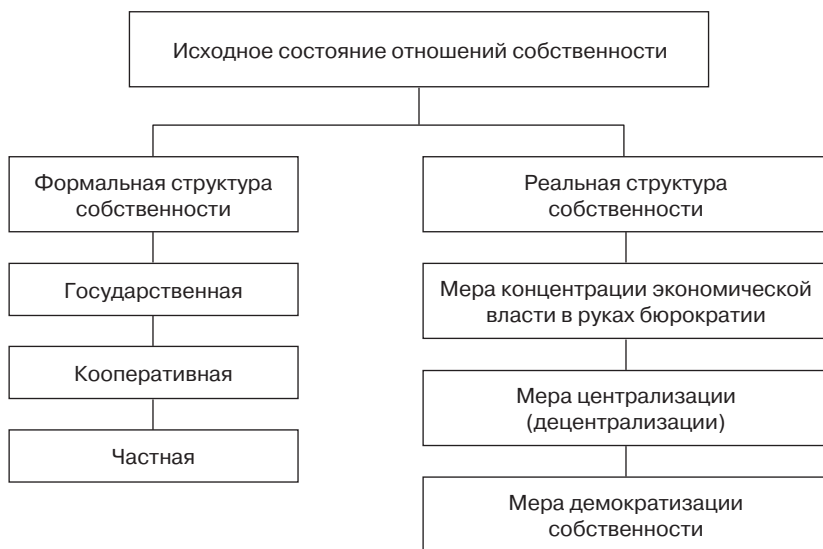 Исходное состояние отношений собственности
Формальная структура
собственности
Государственная
Кооперативная
Частная
Реальная структура
собственности
Мера концентрации экономической
власти в руках бюрократии
Мера централизации
(децентрализации)
Мера демократизации
собственности